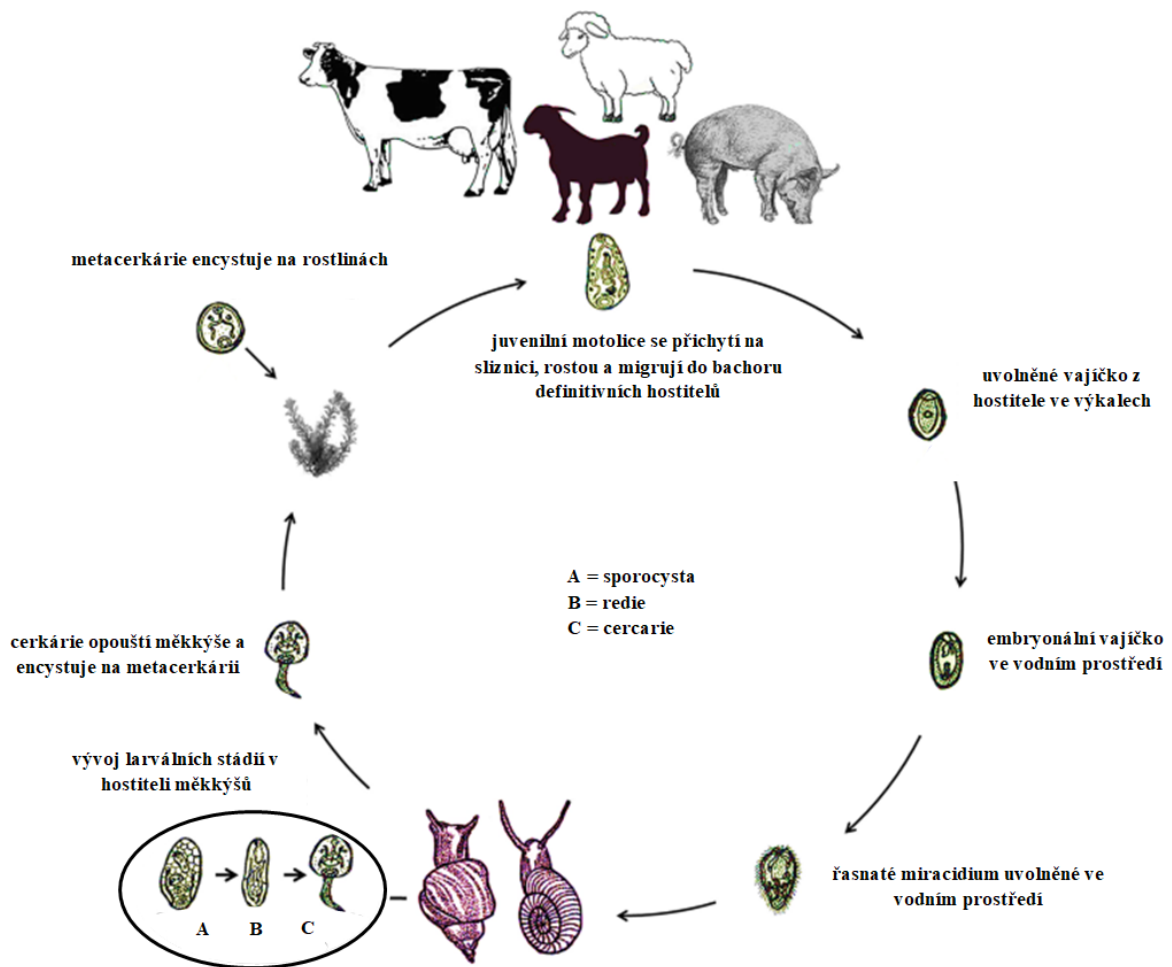 metacerkárie encystuje na rostlinách
juvenilní motolice se přichytí na
sliznici, rostou a migrují do bachoru
definitivních hostitelů
uvolněné vajíčko z
hostitele ve výkalech
A = sporocysta
B = redie
C = cercarie
cerkárie opouští měkkýše a
encystuje na metacerkárii
embryonální vajíčko
ve vodním prostředí
vývoj larválních stádií v
hostiteli měkkýšů
A B C
řasnaté miracidium uvolněné ve
vodním prostředí